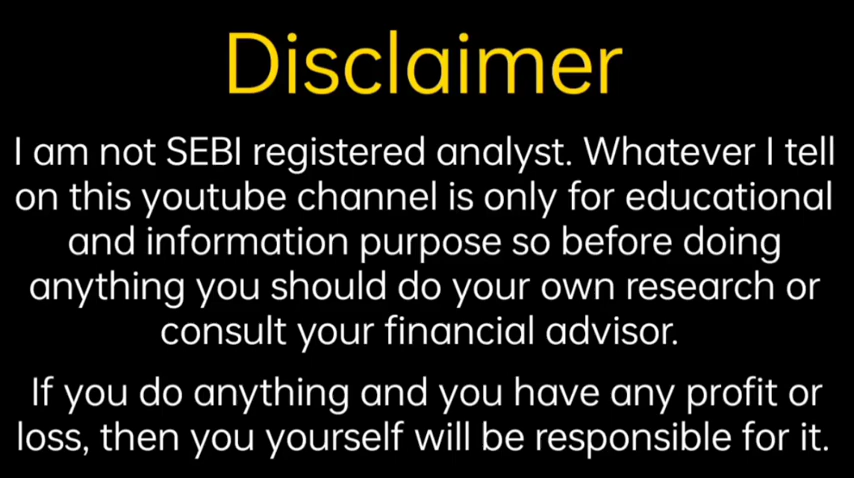 Disclaimer
I am not SEBI registered analyst. Whatever I tell
on this youtube channel is only for educational
and information purpose so before doing
anything you should do your own research or
consult your financial advisor.
If you do anything and you have any profit or
loss, then you yourself will be responsible for it.